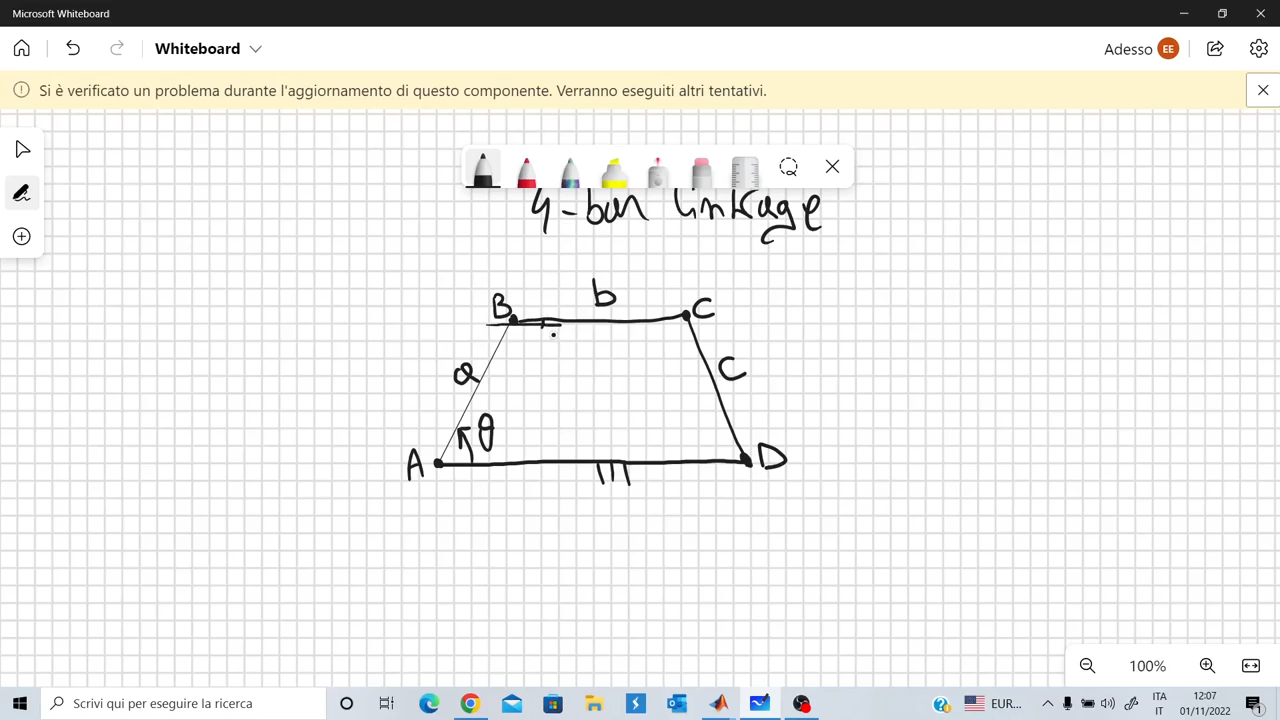 Microsoft Whiteboard
Whiteboard
Adesso EE
Si è verificato un problema durante l'aggiornamento di questo componente. Verranno eseguiti altri tentativi.
4-bar linkage
b
B
C
a
c
θ
A
D
100%
Scrivi qui per eseguire la ricerca
EUR...
ITA
IT
12:07
01/11/2022
1